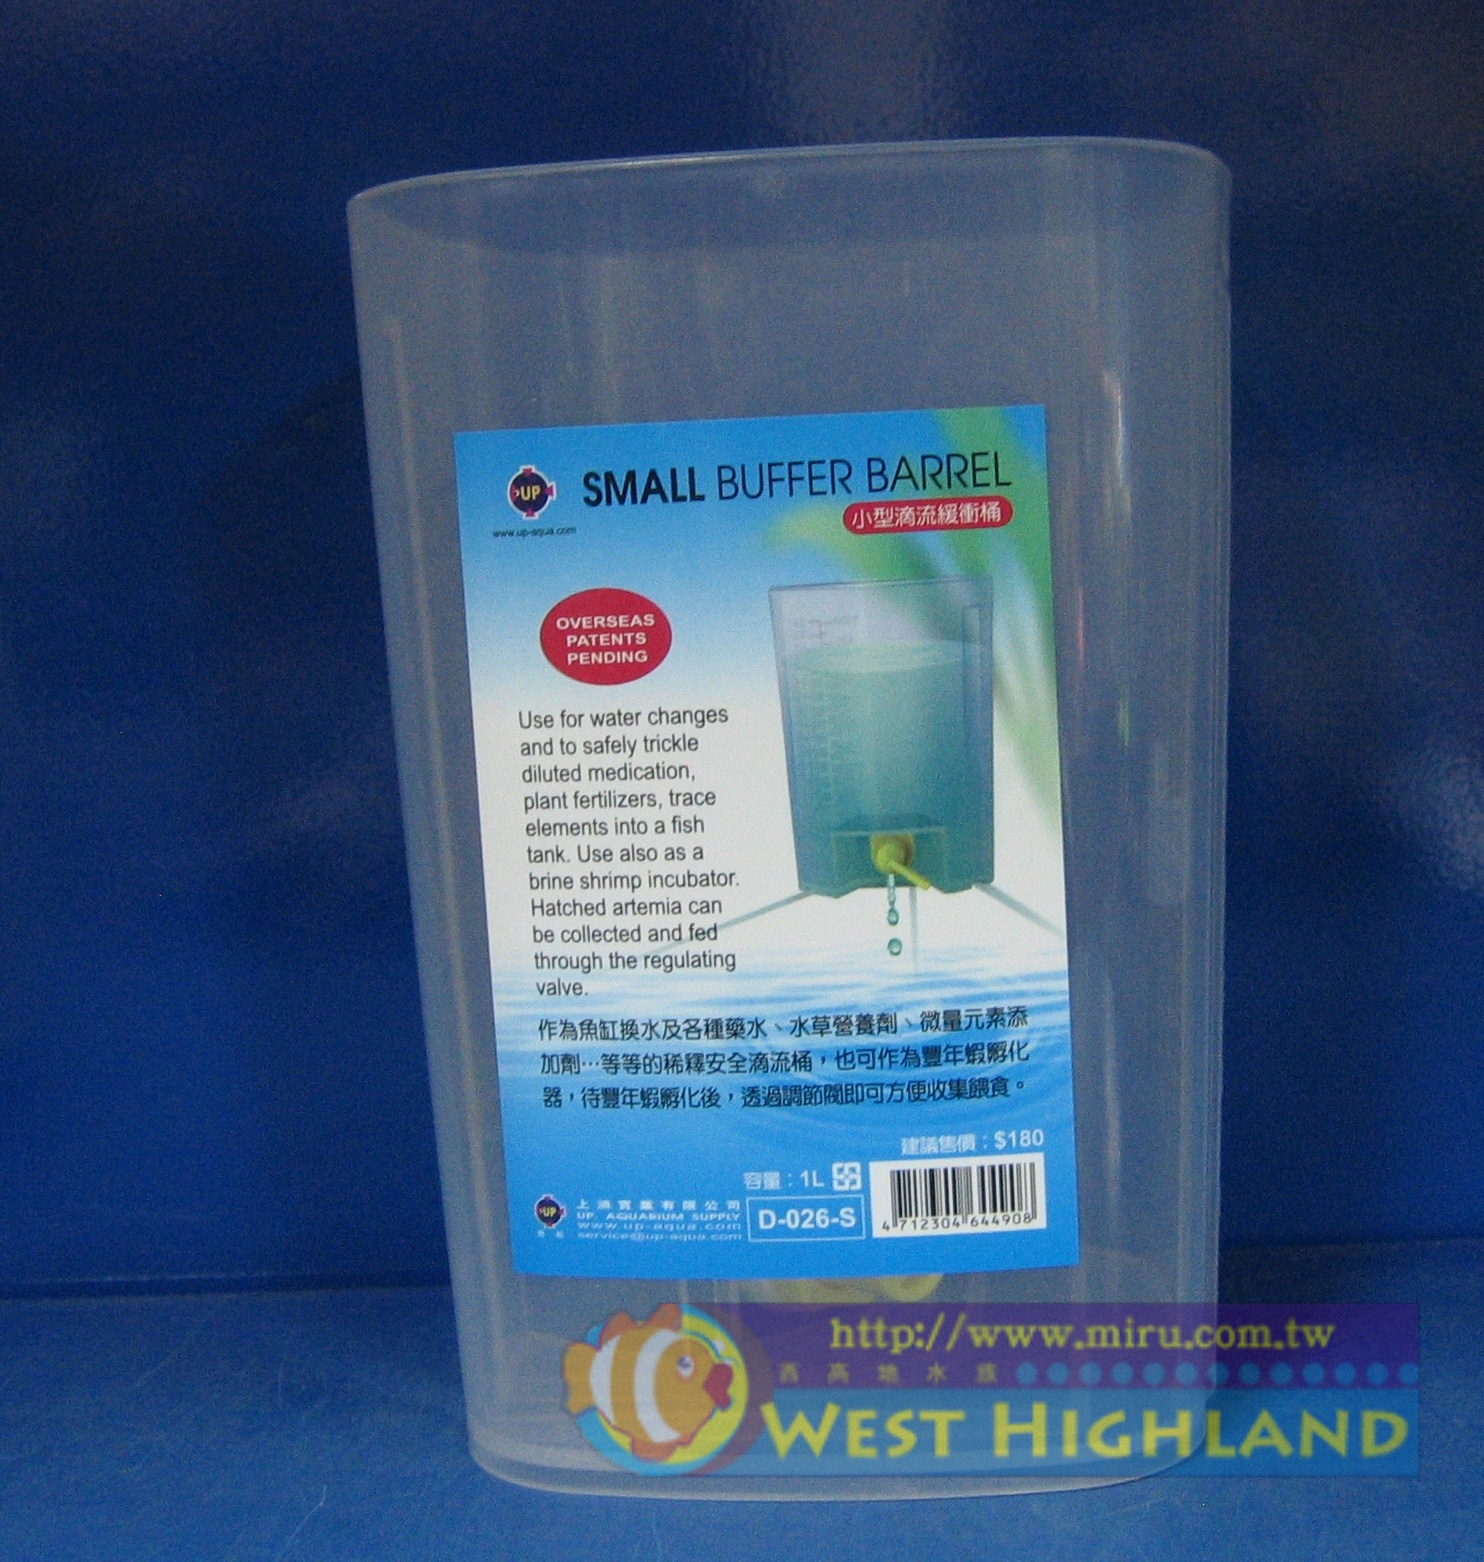 UP
SMALL BUFFER BARREL
www.up-aqua.com
小型滴流緩衝桶
OVERSEAS
PATENTS
PENDING
Use for water changes
and to safely trickle
diluted medication,
plant fertilizers, trace
elements into a fish
tank. Use also as a
brine shrimp incubator.
Hatched artemia can
be collected and fed
through the regulating
valve.
作為魚缸換水及各種藥水、水草營養劑、微量元素添
加劑…等等的稀釋安全滴流桶，也可作為豐年蝦孵化
器，待豐年蝦孵化後，透過調節閥即可方便收集餵食。
建議售價：$180
容量：1L
UP
上鴻實業有限公司
UP. AQUARIUM SUPPLY
www.up-aqua.com
service@up-aqua.com
D-026-S
4 712304 644908
http://www.miru.com.tw
西高地水族
WEST HIGHLAND